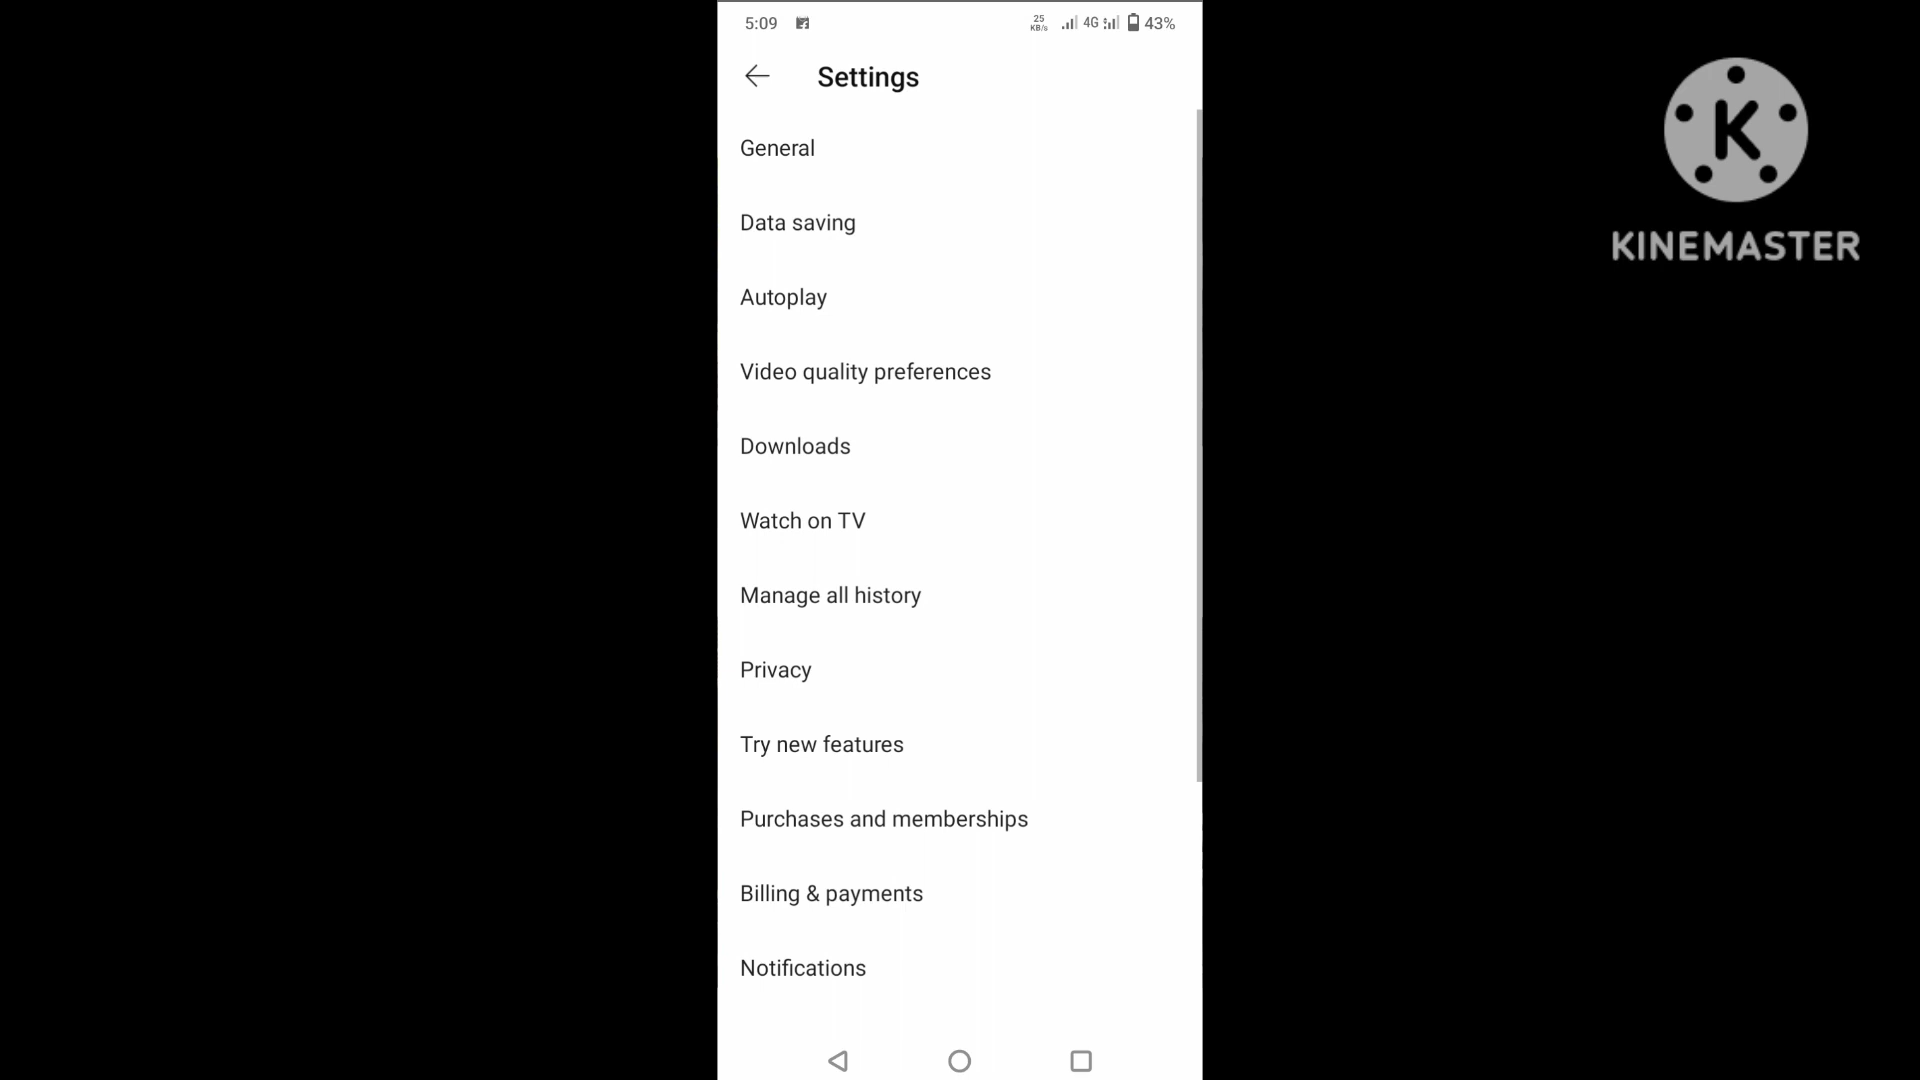 5:09 25 KB/s 4G 43%
Settings
General
Data saving
Autoplay
Video quality preferences
Downloads
Watch on TV
Manage all history
Privacy
Try new features
Purchases and memberships
Billing & payments
Notifications
K
KINEMASTER